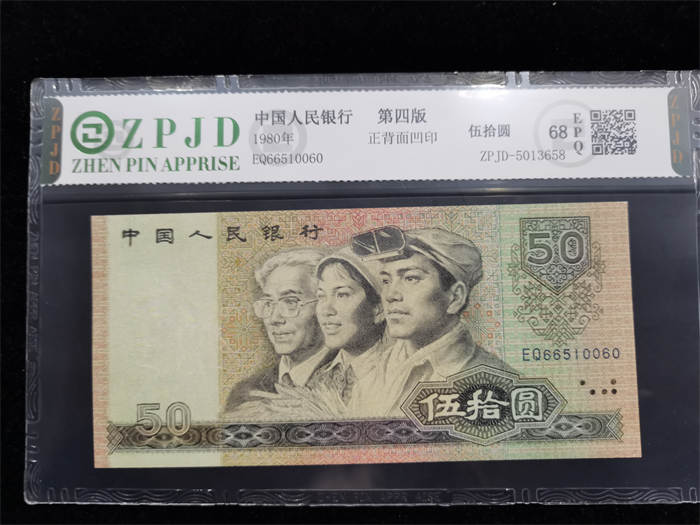 ZPJD
ZPJD
ZHEN PIN APPRISE
中国人民银行 第四版
1980年 正背面凹印
EQ66510060
伍拾圆
68
EPQ
ZPJD-5013658
ZPJD
中国人民银行
50
EQ66510060
50
伍拾圆